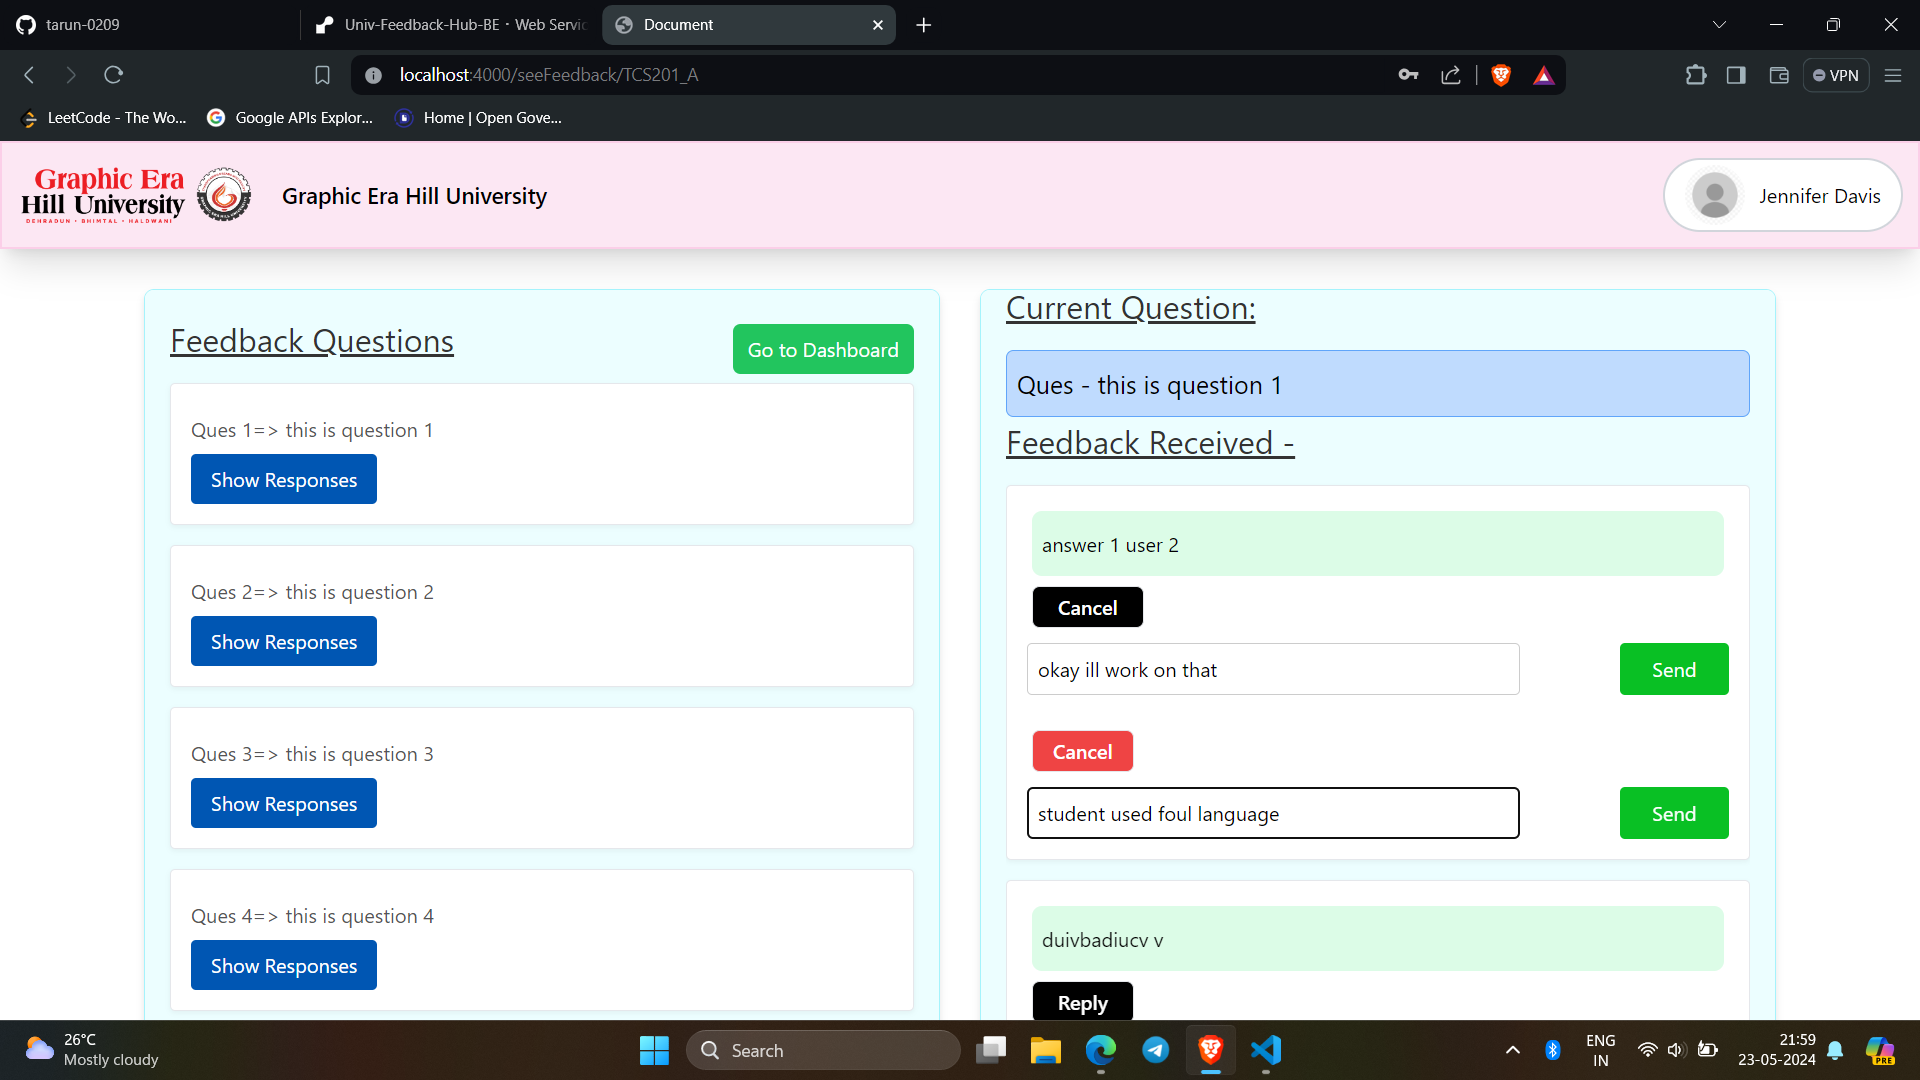 tarun-0209
Univ-Feedback-Hub-BE · Web Servic
Document
localhost:4000/seeFeedback/TCS201_A
VPN
LeetCode - The Wo...
Google APIs Explor...
Home | Open Gove...
Graphic Era
Hill University
DEHRADUN • BHIMTAL • HALDWANI
Graphic Era Hill University
Jennifer Davis
Feedback Questions
Go to Dashboard
Ques 1=> this is question 1
Show Responses
Ques 2=> this is question 2
Show Responses
Ques 3=> this is question 3
Show Responses
Ques 4=> this is question 4
Show Responses
Current Question:
Ques - this is question 1
Feedback Received -
answer 1 user 2
Cancel
okay ill work on that
Send
Cancel
student used foul language
Send
duivbadiucv v
Reply
26°C
Mostly cloudy
Search
ENG
IN
21:59
23-05-2024
PRE